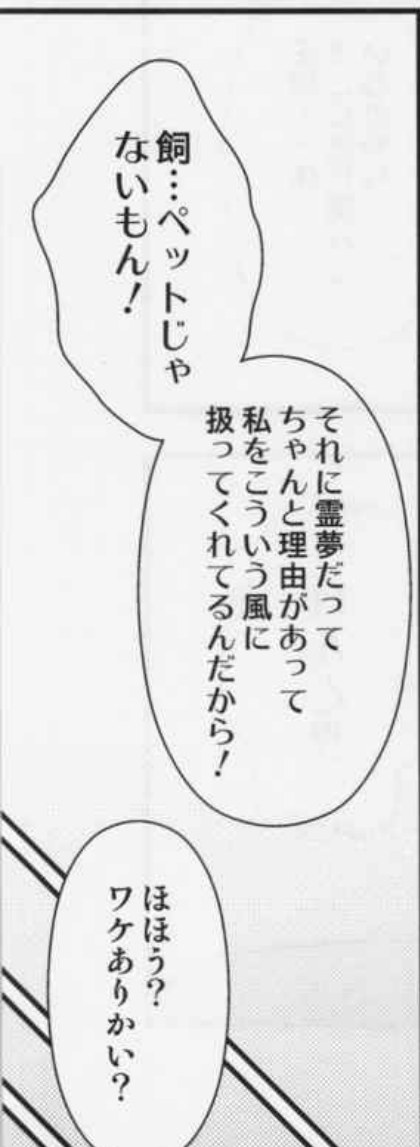 飼…ペットじゃ
ないもん！
それに霊夢だって
ちゃんと理由があって
私をこういう風に
扱ってくれてるんだから！
ほほう？
ワケありかい？